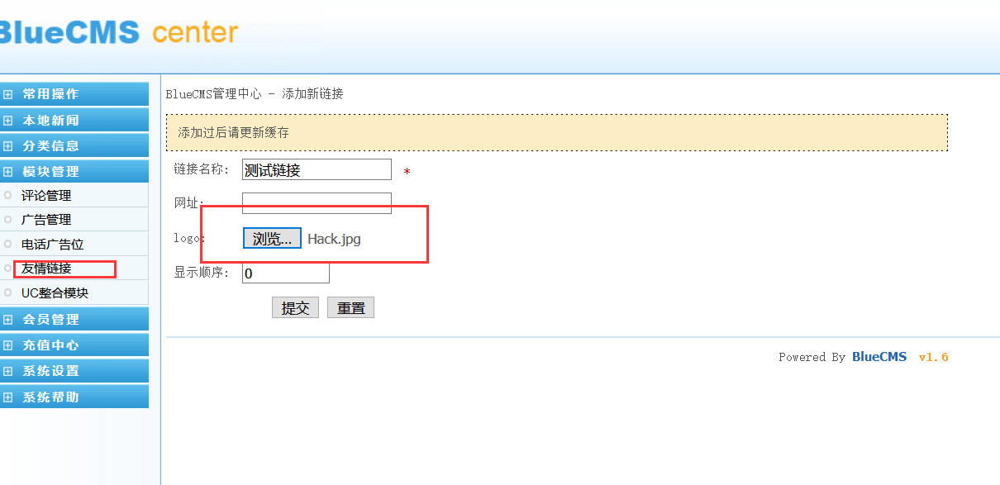 BlueCMS center
常用操作
本地新闻
分类信息
模块管理
评论管理
广告管理
电话广告位
友情链接
UC整合模块
会员管理
充值中心
系统设置
系统帮助
BlueCMS管理中心 - 添加新链接
添加过后请更新缓存
链接名称: 测试链接 *
网址:
logo: 浏览... Hack.jpg
显示顺序: 0
提交 重置
Powered By BlueCMS v1.6